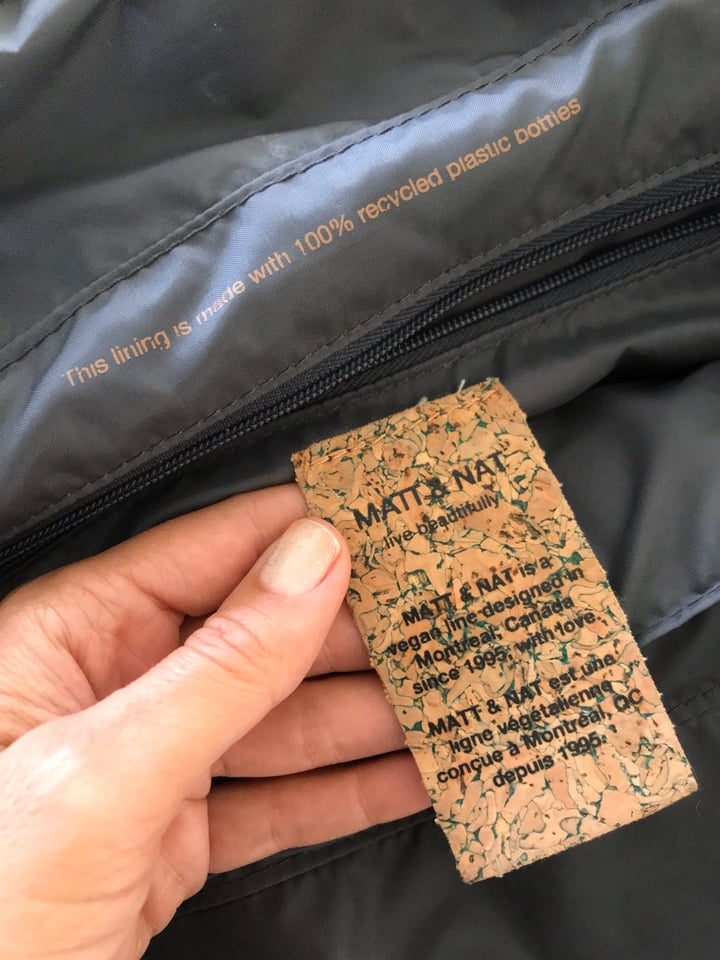 This lining is made with 100% recycled plastic bottles
MATT & NAT
live beautifully
MATT & NAT is a
vegan line designed in
Montreal, Canada
since 1995, with love.
MATT & NAT est une
ligne végétalienne
conçue à Montréal, QC
depuis 1995.